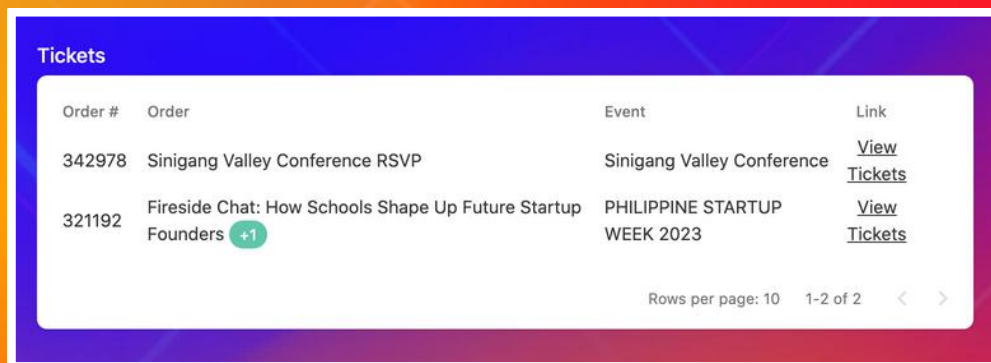 Tickets
Order # Order Event Link
342978 Sinigang Valley Conference RSVP Sinigang Valley Conference View
Tickets
321192 Fireside Chat: How Schools Shape Up Future Startup PHILIPPINE STARTUP View
Founders +1 WEEK 2023 Tickets
Rows per page: 10 1-2 of 2